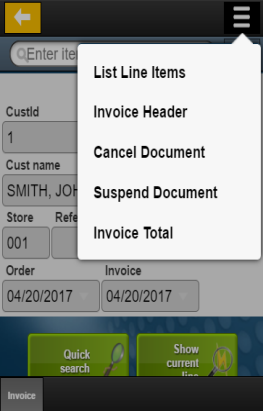 Enter ite
List Line Items
Invoice Header
Cancel Document
Suspend Document
Invoice Total
CustId
1
Cust name
SMITH, JOH
Store Refe
001
Order Invoice
04/20/2017 04/20/2017
Quick
search
Show
current
line
Invoice